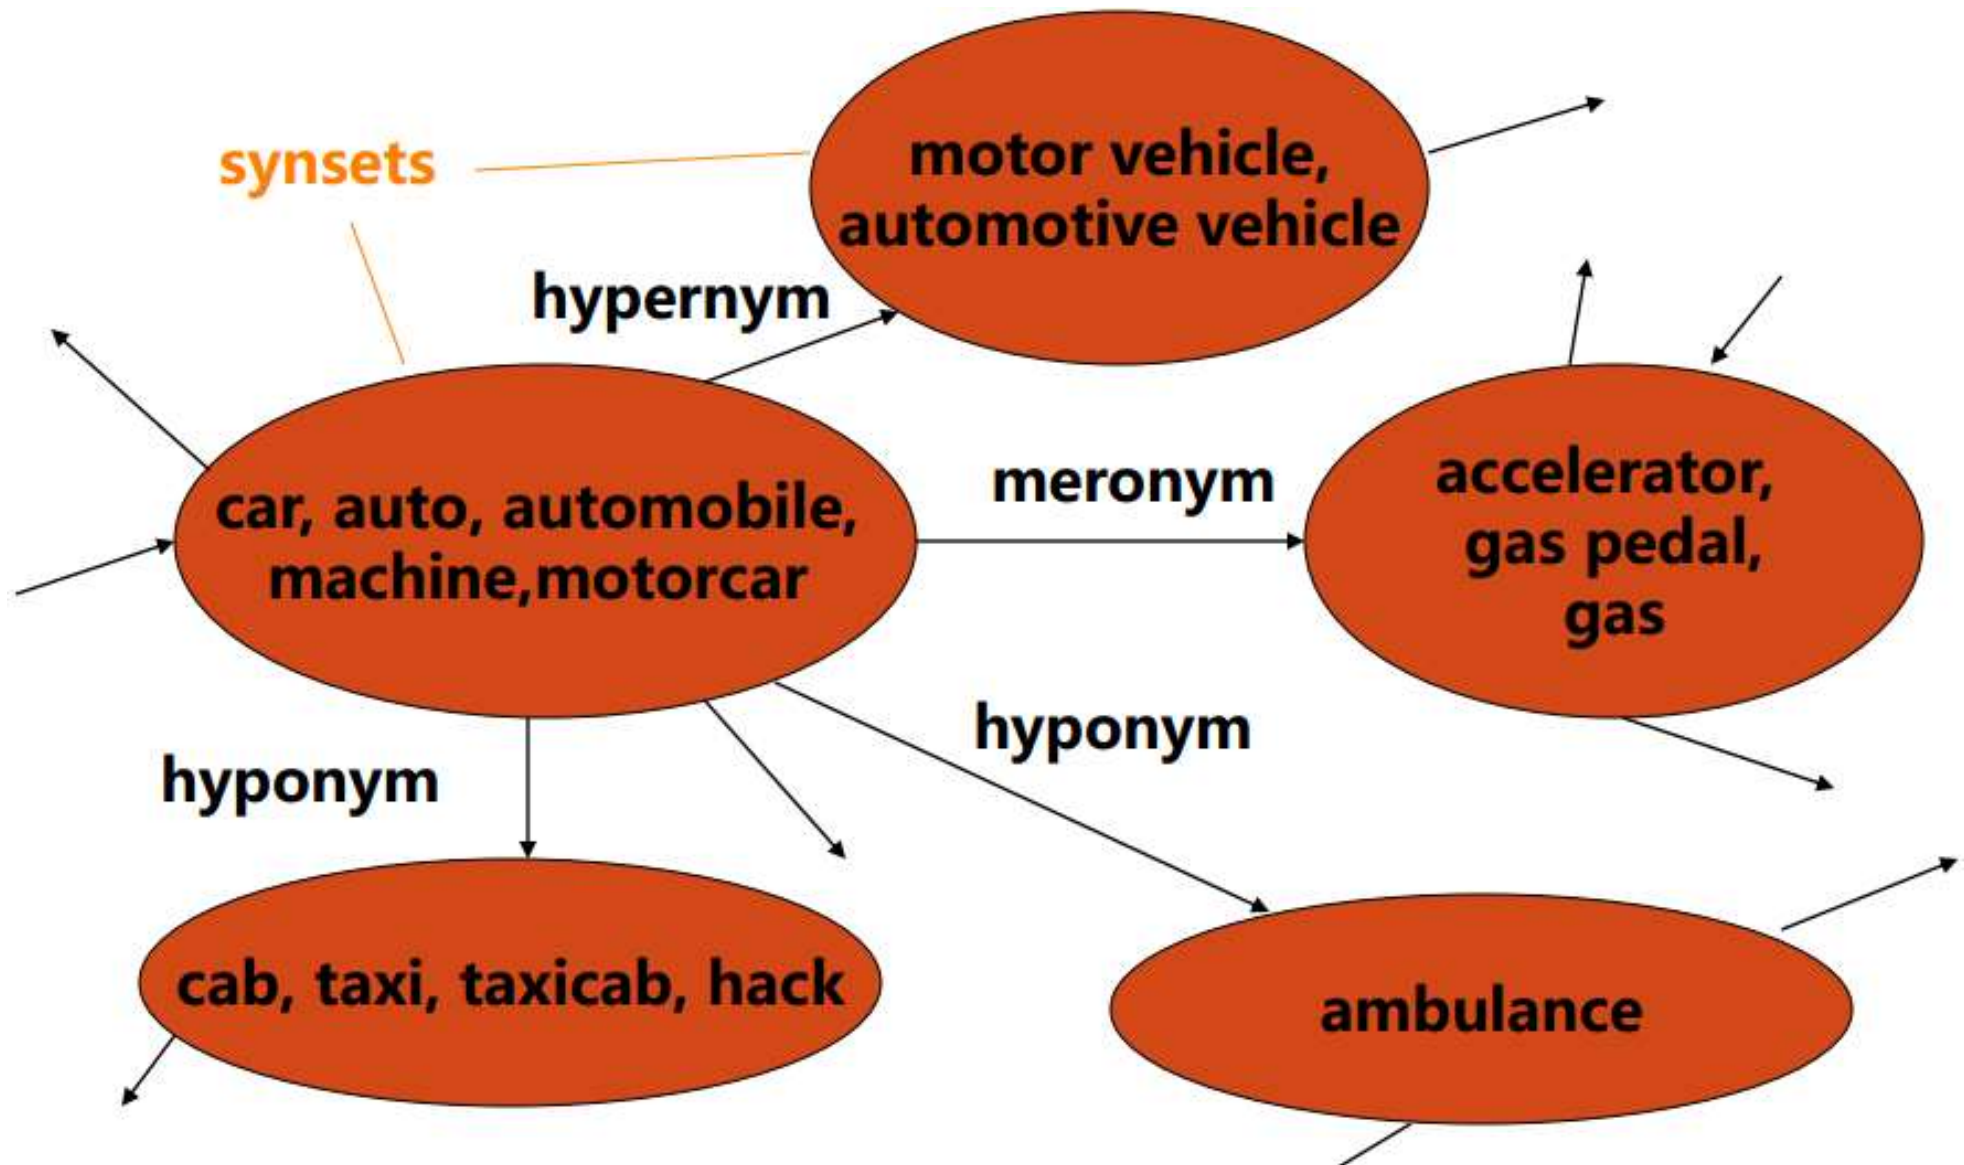 synsets
motor vehicle,
automotive vehicle
hypernym
car, auto, automobile,
machine,motorcar
meronym
accelerator,
gas pedal,
gas
hyponym
hyponym
cab, taxi, taxicab, hack
ambulance